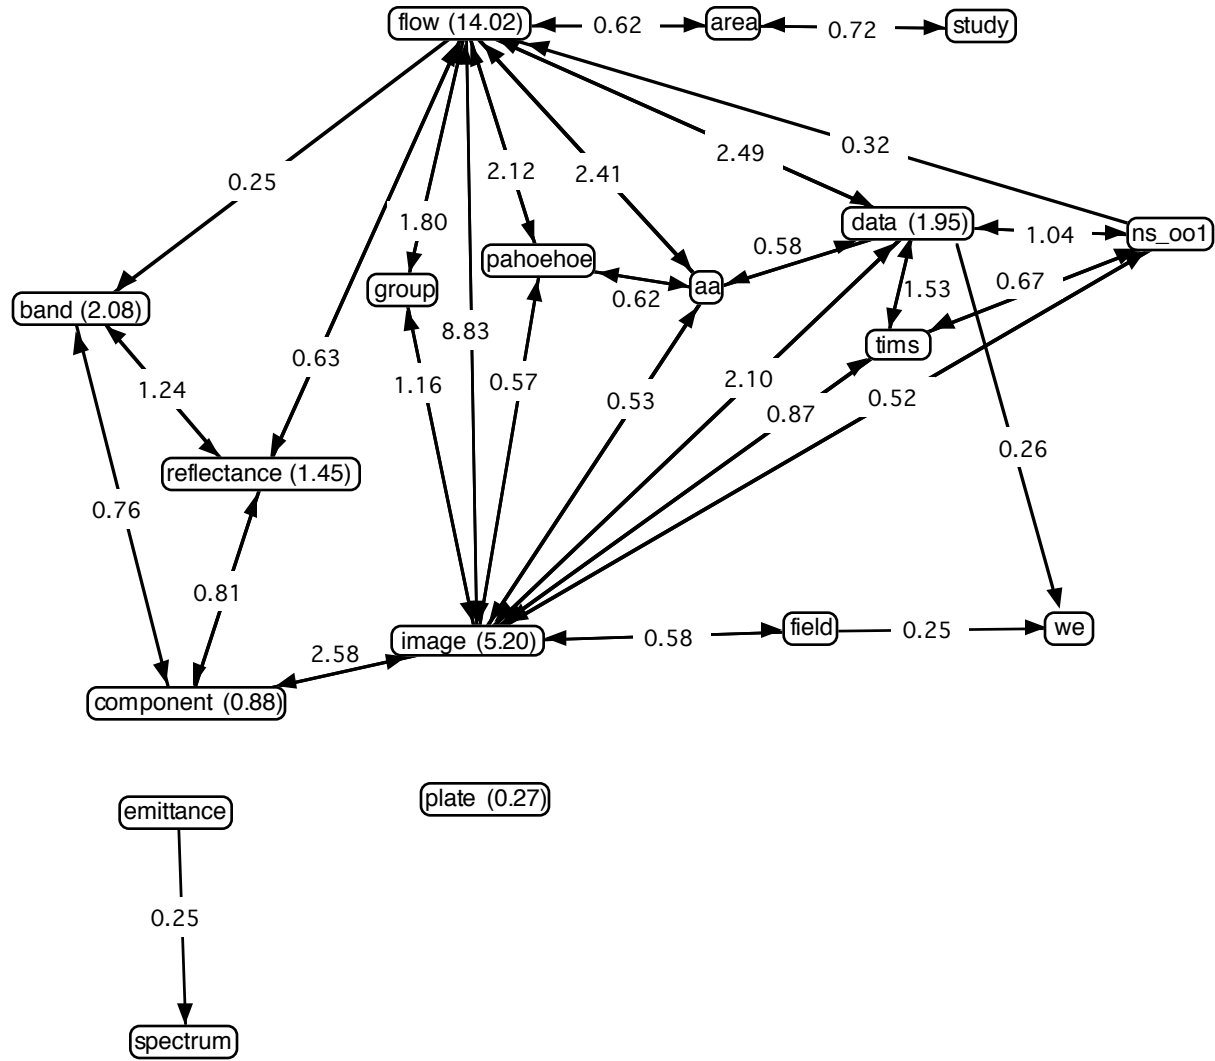 flow (14.02)
0.62
area
0.72
study
0.32
2.49
2.12
2.41
0.25
1.80
data (1.95)
1.04
ns_oo1
0.58
pahoehoe
group
0.62
aa
1.53
0.67
band (2.08)
8.83
tims
0.63
1.24
1.16
0.57
2.10
0.53
0.87
0.52
0.26
reflectance (1.45)
0.76
0.81
image (5.20)
0.58
field
0.25
we
2.58
component (0.88)
plate (0.27)
emittance
0.25
spectrum